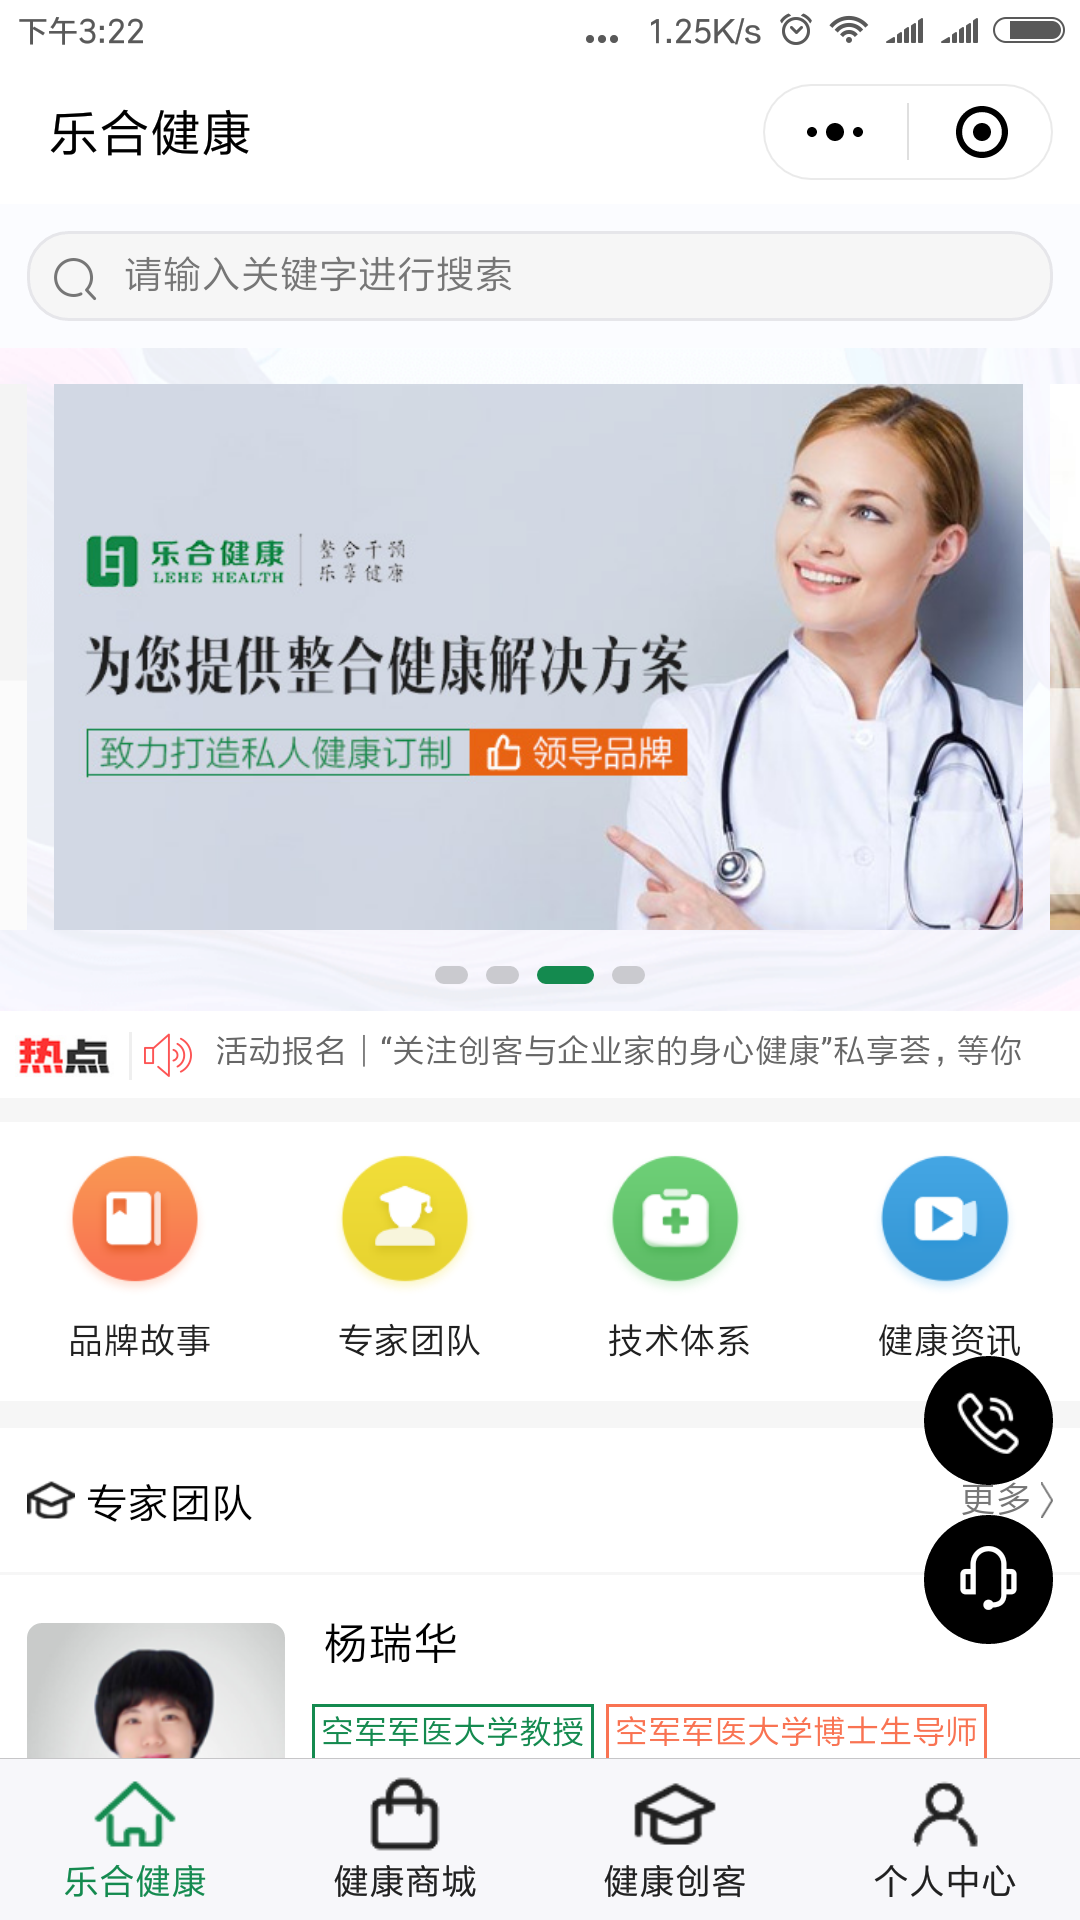 下午3:22
... 1.25K/s
乐合健康
请输入关键字进行搜索
乐合健康
LEHE HEALTH
整合干预
乐享健康
为您提供整合健康解决方案
致力打造私人健康订制 领导品牌
热点 活动报名｜“关注创客与企业家的身心健康”私享荟，等你
品牌故事 专家团队 技术体系 健康资讯
专家团队 更多
杨瑞华
空军军医大学教授 空军军医大学博士生导师
乐合健康 健康商城 健康创客 个人中心